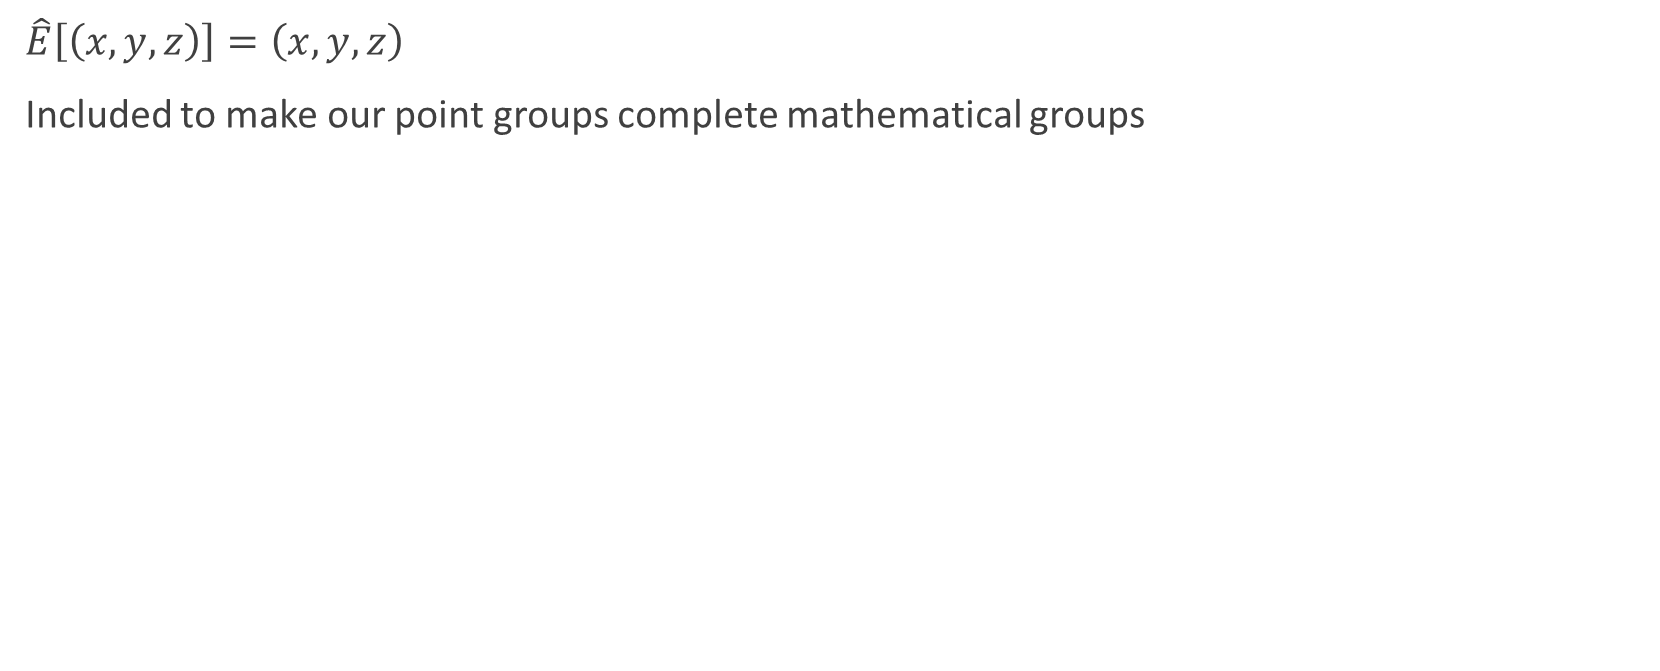 Ê[(x, y, z)] = (x, y, z)
Included to make our point groups complete mathematical groups